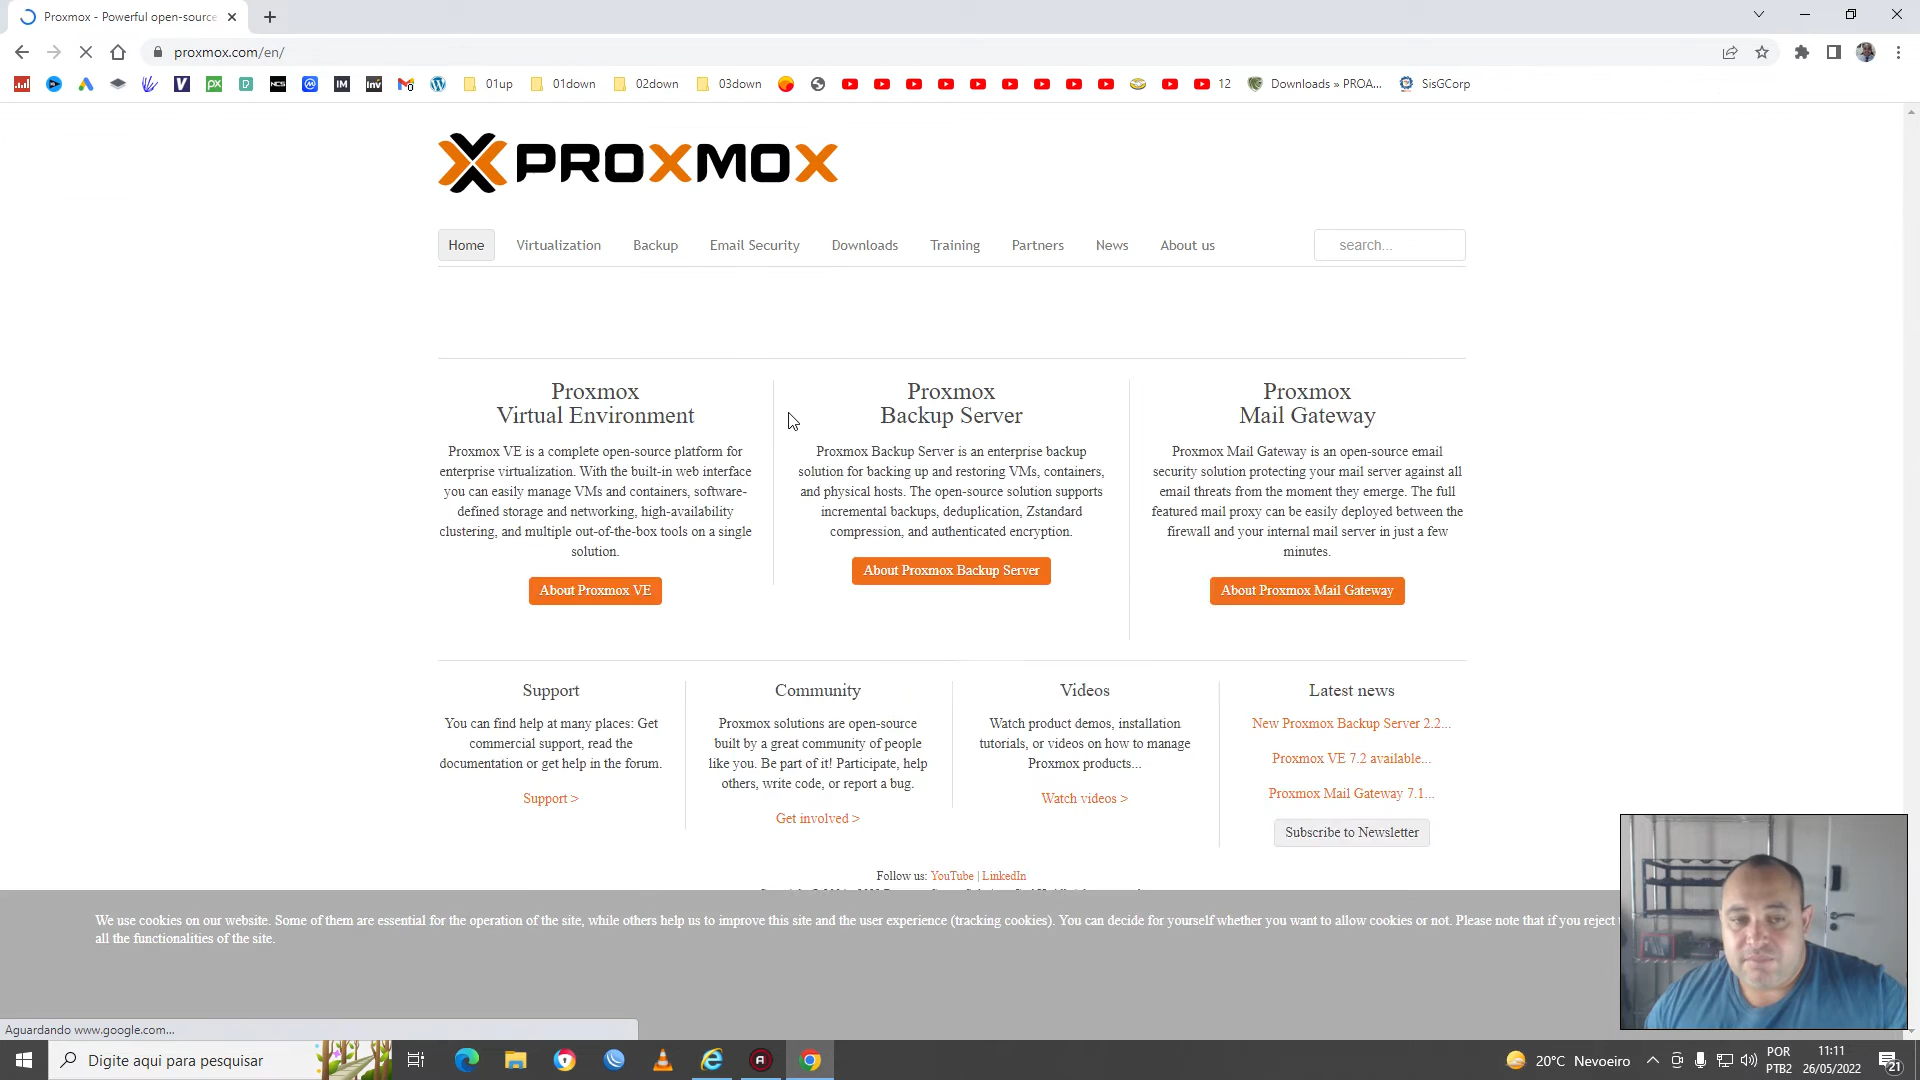 Proxmox - Powerful open-source
proxmox.com/en/
01up
01down
02down
03down
12
Downloads » PROA...
SisGCorp
PROXMOX
Home
Virtualization
Backup
Email Security
Downloads
Training
Partners
News
About us
search...
Proxmox
Virtual Environment
Proxmox VE is a complete open-source platform for
enterprise virtualization. With the built-in web interface
you can easily manage VMs and containers, software-
defined storage and networking, high-availability
clustering, and multiple out-of-the-box tools on a single
solution.
About Proxmox VE
Proxmox
Backup Server
Proxmox Backup Server is an enterprise backup
solution for backing up and restoring VMs, containers,
and physical hosts. The open-source solution supports
incremental backups, deduplication, Zstandard
compression, and authenticated encryption.
About Proxmox Backup Server
Proxmox
Mail Gateway
Proxmox Mail Gateway is an open-source email
security solution protecting your mail server against all
email threats from the moment they emerge. The full
featured mail proxy can be easily deployed between the
firewall and your internal mail server in just a few
minutes.
About Proxmox Mail Gateway
Support
You can find help at many places: Get
commercial support, read the
documentation or get help in the forum.
Support >
Community
Proxmox solutions are open-source
built by a great community of people
like you. Be part of it! Participate, help
others, write code, or report a bug.
Get involved >
Videos
Watch product demos, installation
tutorials, or videos on how to manage
Proxmox products...
Watch videos >
Latest news
New Proxmox Backup Server 2.2...
Proxmox VE 7.2 available...
Proxmox Mail Gateway 7.1...
Subscribe to Newsletter
Follow us: YouTube | LinkedIn
We use cookies on our website. Some of them are essential for the operation of the site, while others help us to improve this site and the user experience (tracking cookies). You can decide for yourself whether you want to allow cookies or not. Please note that if you reject
all the functionalities of the site.
Aguardando www.google.com...
Digite aqui para pesquisar
20°C Nevoeiro
POR
PTB2
11:11
26/05/2022
21